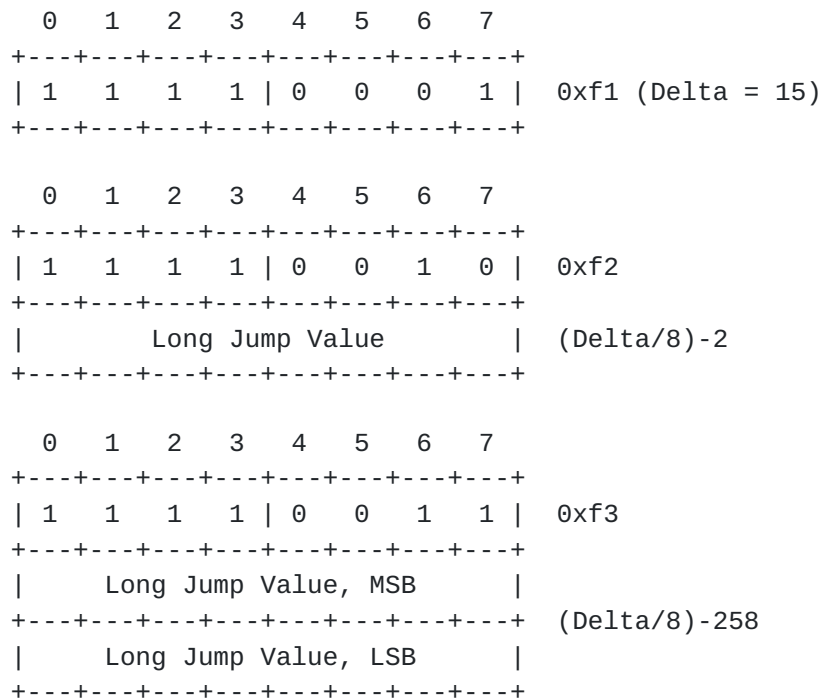 0   1   2   3   4   5   6   7
+---+---+---+---+---+---+---+---+
| 1   1   1   1 | 0   0   0   1 |  0xf1 (Delta = 15)
+---+---+---+---+---+---+---+---+

  0   1   2   3   4   5   6   7
+---+---+---+---+---+---+---+---+
| 1   1   1   1 | 0   0   1   0 |  0xf2
+---+---+---+---+---+---+---+---+
|        Long Jump Value        |  (Delta/8)-2
+---+---+---+---+---+---+---+---+

  0   1   2   3   4   5   6   7
+---+---+---+---+---+---+---+---+
| 1   1   1   1 | 0   0   1   1 |  0xf3
+---+---+---+---+---+---+---+---+
|     Long Jump Value, MSB      |
+---+---+---+---+---+---+---+---+  (Delta/8)-258
|     Long Jump Value, LSB      |
+---+---+---+---+---+---+---+---+